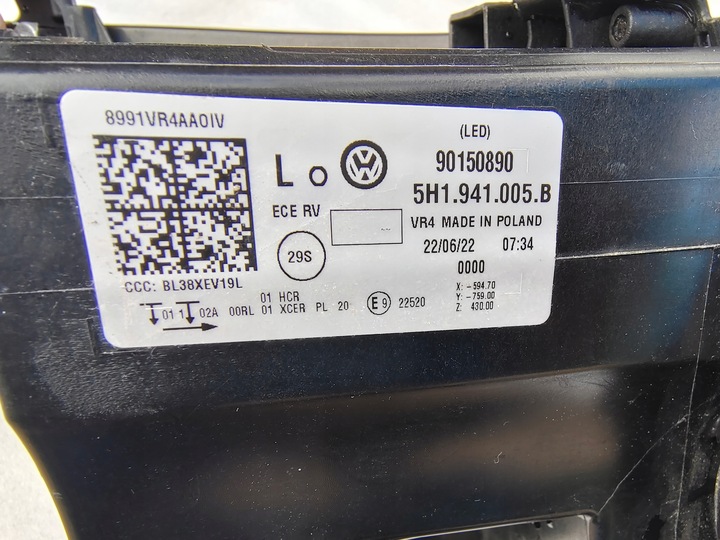 8991VR4AA0IV
L O
ECE RV
29S
CCC: BL38XEV19L
(LED)
90150890
5H1.941.005.B
VR4 MADE IN POLAND
22/06/22 07:34
0000
X: -594.70
Y: -759.00
Z: 430.00
01 1 02A 00RL 01 HCR
01 XCER PL 20 E9 22520